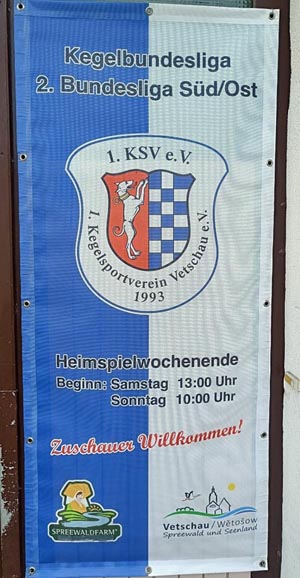 Kegelbundesliga
2. Bundesliga Süd/Ost
1. KSV e.V.
1. Kegelsportverein Vetschau e.V.
1993
Heimspielwochenende
Beginn: Samstag 13:00 Uhr
Sonntag 10:00 Uhr
Zuschauer Willkommen!
SPREEWALDFARM
Vetschau / Wětošow
Spreewald und Seenland